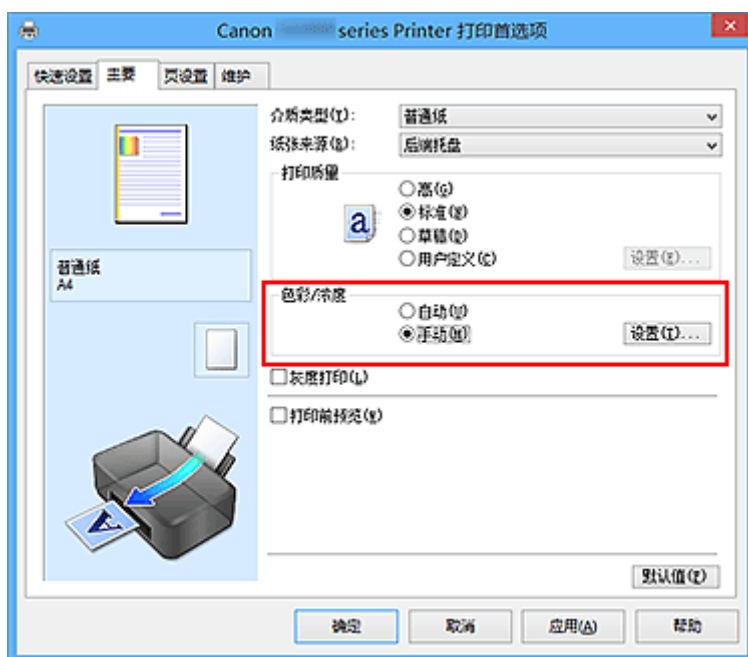 Canon series Printer 打印首选项
快速设置 主要 页设置 维护
介质类型(T): 普通纸
纸张来源(R): 后端托盘
打印质量
高(G)
a 标准(N)
草稿(D)
用户定义(C) 设置(E)...
普通纸
A4
色彩/浓度
自动(U)
手动(M) 设置(T)...
灰度打印(L)
打印前预览(V)
A
默认值(F)
确定 取消 应用(A) 帮助